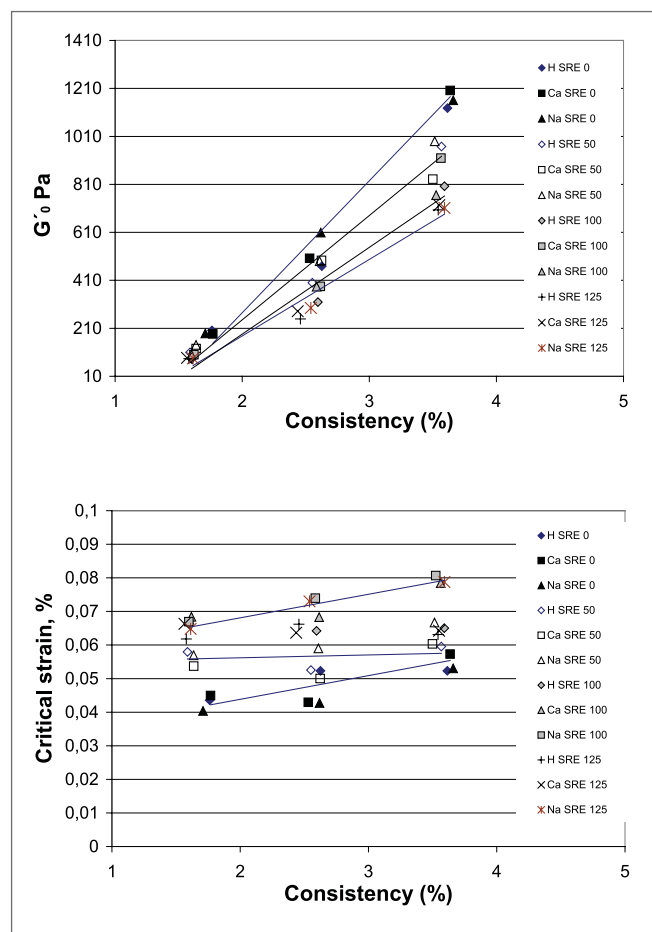 1410
1210
1010
810
610
410
210
10
G´₀ Pa
1
2
3
4
5
Consistency (%)
H SRE 0
Ca SRE 0
Na SRE 0
H SRE 50
Ca SRE 50
Na SRE 50
H SRE 100
Ca SRE 100
Na SRE 100
H SRE 125
Ca SRE 125
Na SRE 125
0,1
0,09
0,08
0,07
0,06
0,05
0,04
0,03
0,02
0,01
0
Critical strain, %
1
2
3
4
5
Consistency (%)
H SRE 0
Ca SRE 0
Na SRE 0
H SRE 50
Ca SRE 50
Na SRE 50
H SRE 100
Ca SRE 100
Na SRE 100
H SRE 125
Ca SRE 125
Na SRE 125